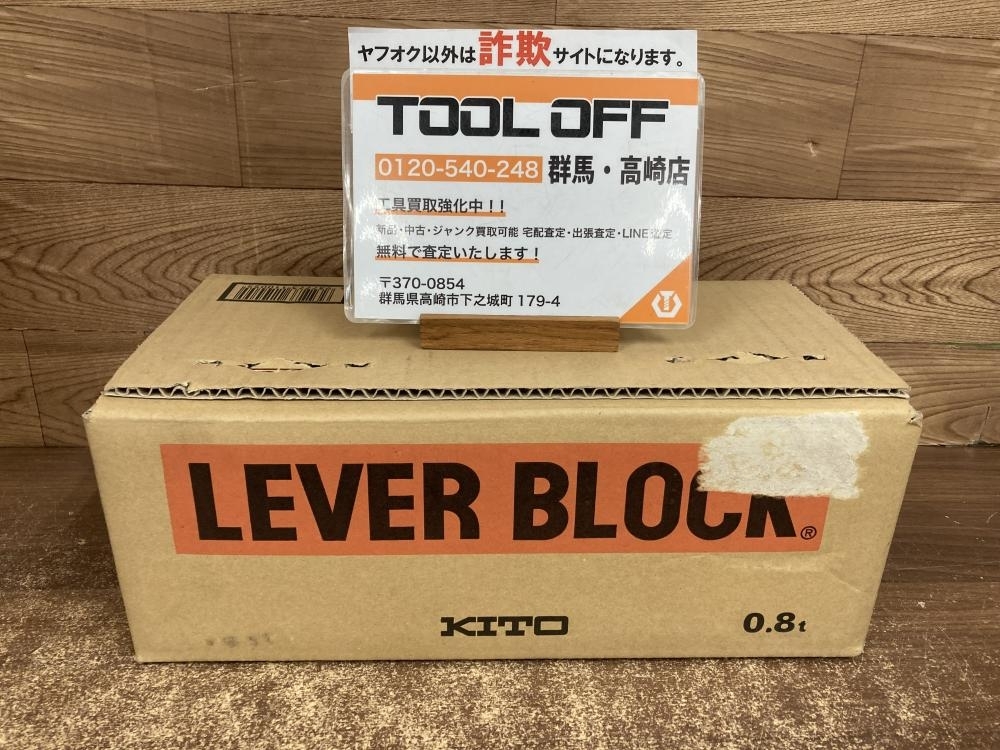 ヤフオク以外は詐欺サイトになります。
TOOL OFF
0120-540-248 群馬・高崎店
工具買取強化中!!
新品・中古・ジャンク買取可能 宅配査定・出張査定・LINE査定
無料で査定いたします!
〒370-0854
群馬県高崎市下之城町 179-4
LEVER BLOCK®
KITO
0.8t